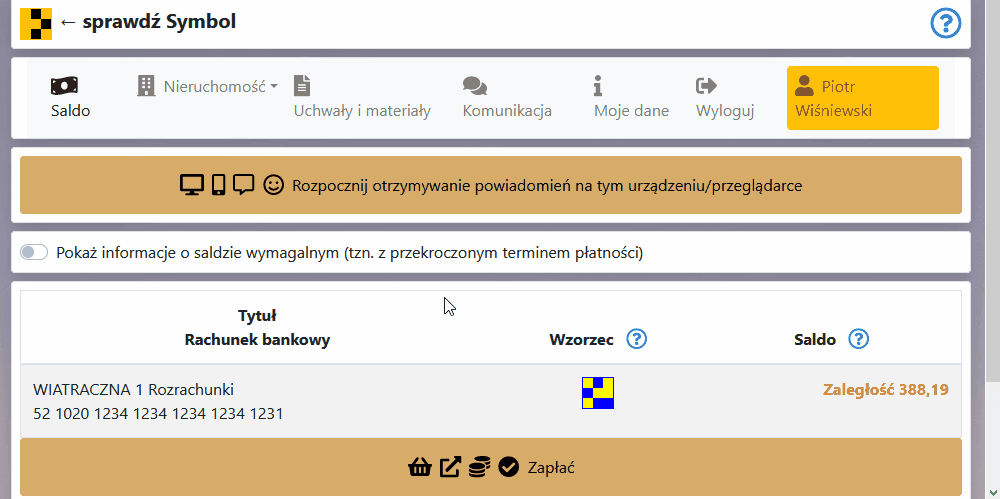 ← sprawdź Symbol
Saldo
Nieruchomość
Uchwały i materiały
Komunikacja
Moje dane
Wyloguj
Piotr
Wiśniewski
Rozpocznij otrzymywanie powiadomień na tym urządzeniu/przeglądarce
Pokaż informacje o saldzie wymagalnym (tzn. z przekroczonym terminem płatności)
Tytuł
Rachunek bankowy
Wzorzec
Saldo
WIATRACZNA 1 Rozrachunki
52 1020 1234 1234 1234 1234 1231
Zaległość 388,19
Zapłać